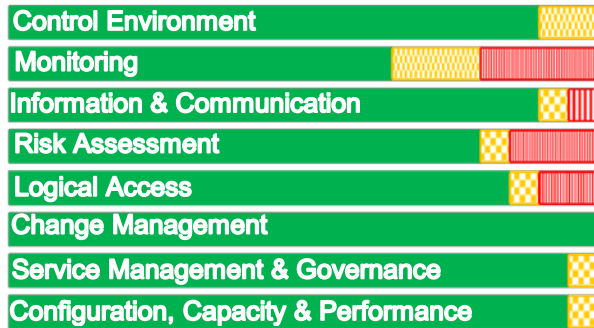 Control Environment
Monitoring
Information & Communication
Risk Assessment
Logical Access
Change Management
Service Management & Governance
Configuration, Capacity & Performance